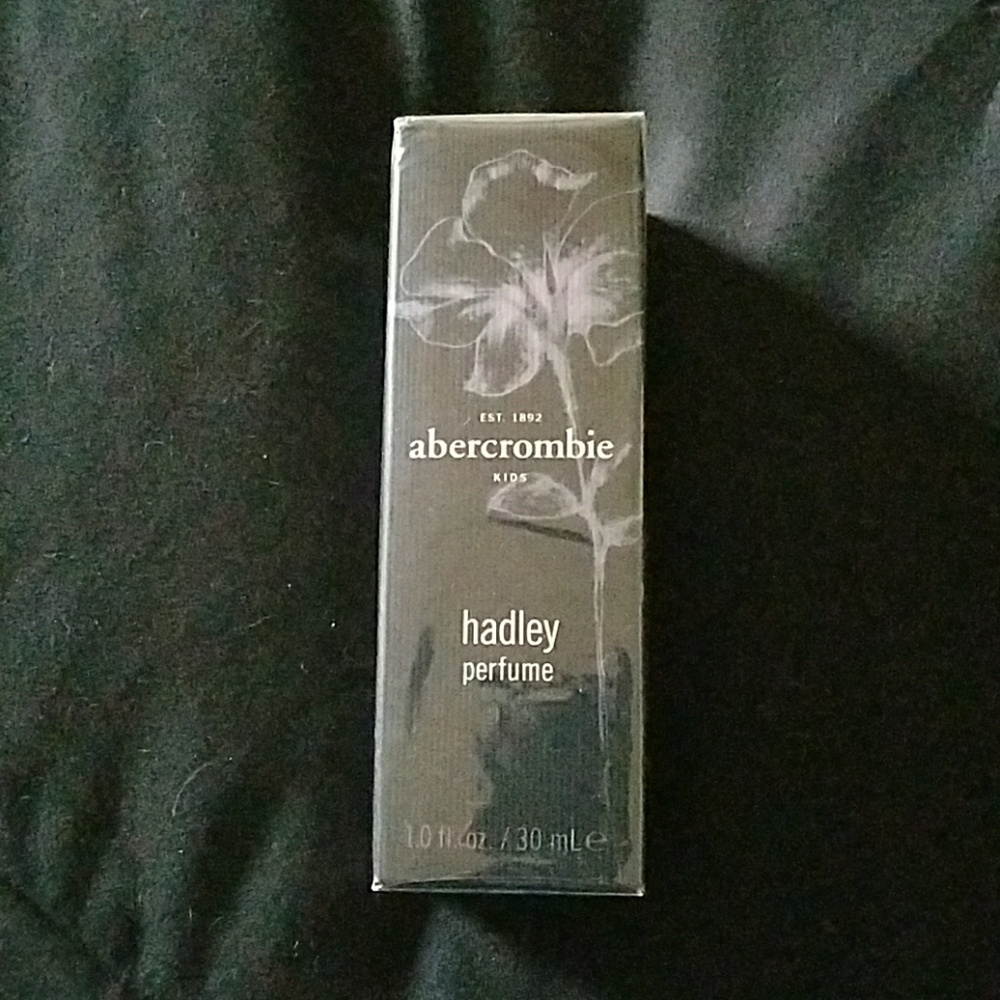 EST. 1892
abercrombie
KIDS
hadley
perfume
1.0 fl. oz. / 30 mL e